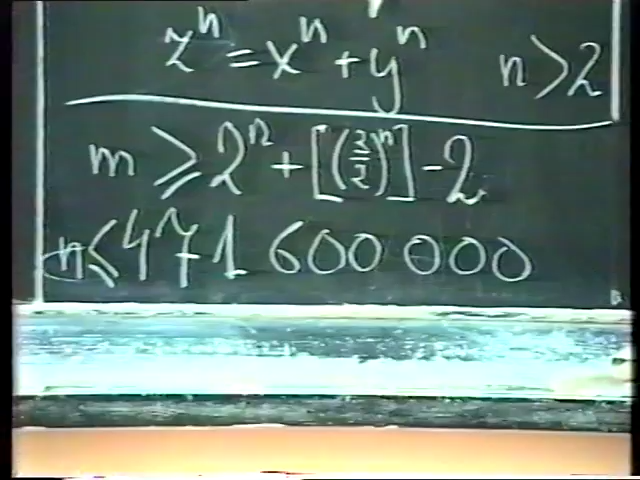 zⁿ = xⁿ + yⁿ n > 2
m ≥ 2ⁿ + [(3/2)ⁿ] - 2
n ≤ 471 600 000